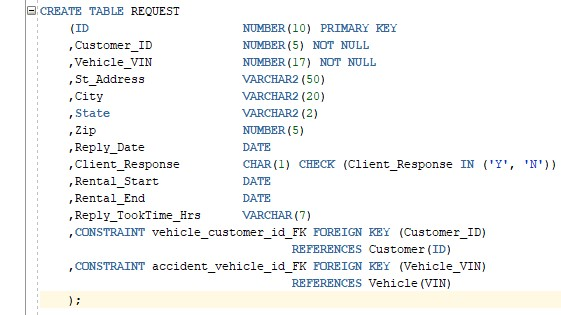 CREATE TABLE REQUEST
(ID NUMBER(10) PRIMARY KEY
,Customer_ID NUMBER(5) NOT NULL
,Vehicle_VIN NUMBER(17) NOT NULL
,St_Address VARCHAR2(50)
,City VARCHAR2(20)
,State VARCHAR2(2)
,Zip NUMBER(5)
,Reply_Date DATE
,Client_Response CHAR(1) CHECK (Client_Response IN ('Y', 'N'))
,Rental_Start DATE
,Rental_End DATE
,Reply_TookTime_Hrs VARCHAR(7)
,CONSTRAINT vehicle_customer_id_FK FOREIGN KEY (Customer_ID)
REFERENCES Customer(ID)
,CONSTRAINT accident_vehicle_id_FK FOREIGN KEY (Vehicle_VIN)
REFERENCES Vehicle(VIN)
);